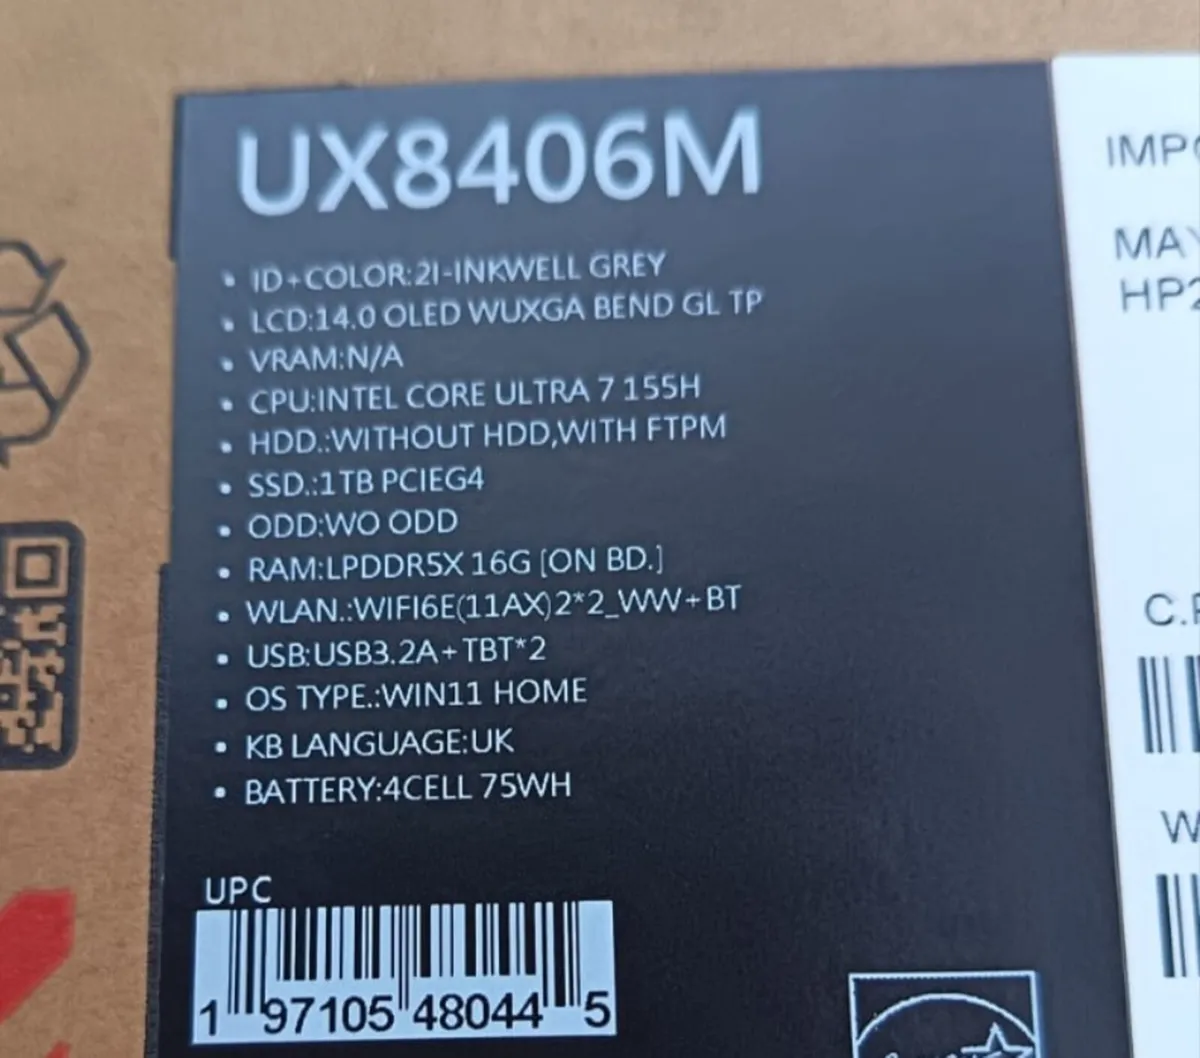 UX8406M
• ID+COLOR:2I-INKWELL GREY
• LCD:14.0 OLED WUXGA BEND GL TP
• VRAM:N/A
• CPU:INTEL CORE ULTRA 7 155H
• HDD.:WITHOUT HDD,WITH FTPM
• SSD.:1TB PCIEG4
• ODD:WO ODD
• RAM:LPDDR5X 16G [ON BD.]
• WLAN.:WIFI6E(11AX)2*2_WW+BT
• USB:USB3.2A+TBT*2
• OS TYPE.:WIN11 HOME
• KB LANGUAGE:UK
• BATTERY:4CELL 75WH
UPC
1 97105 48044 5